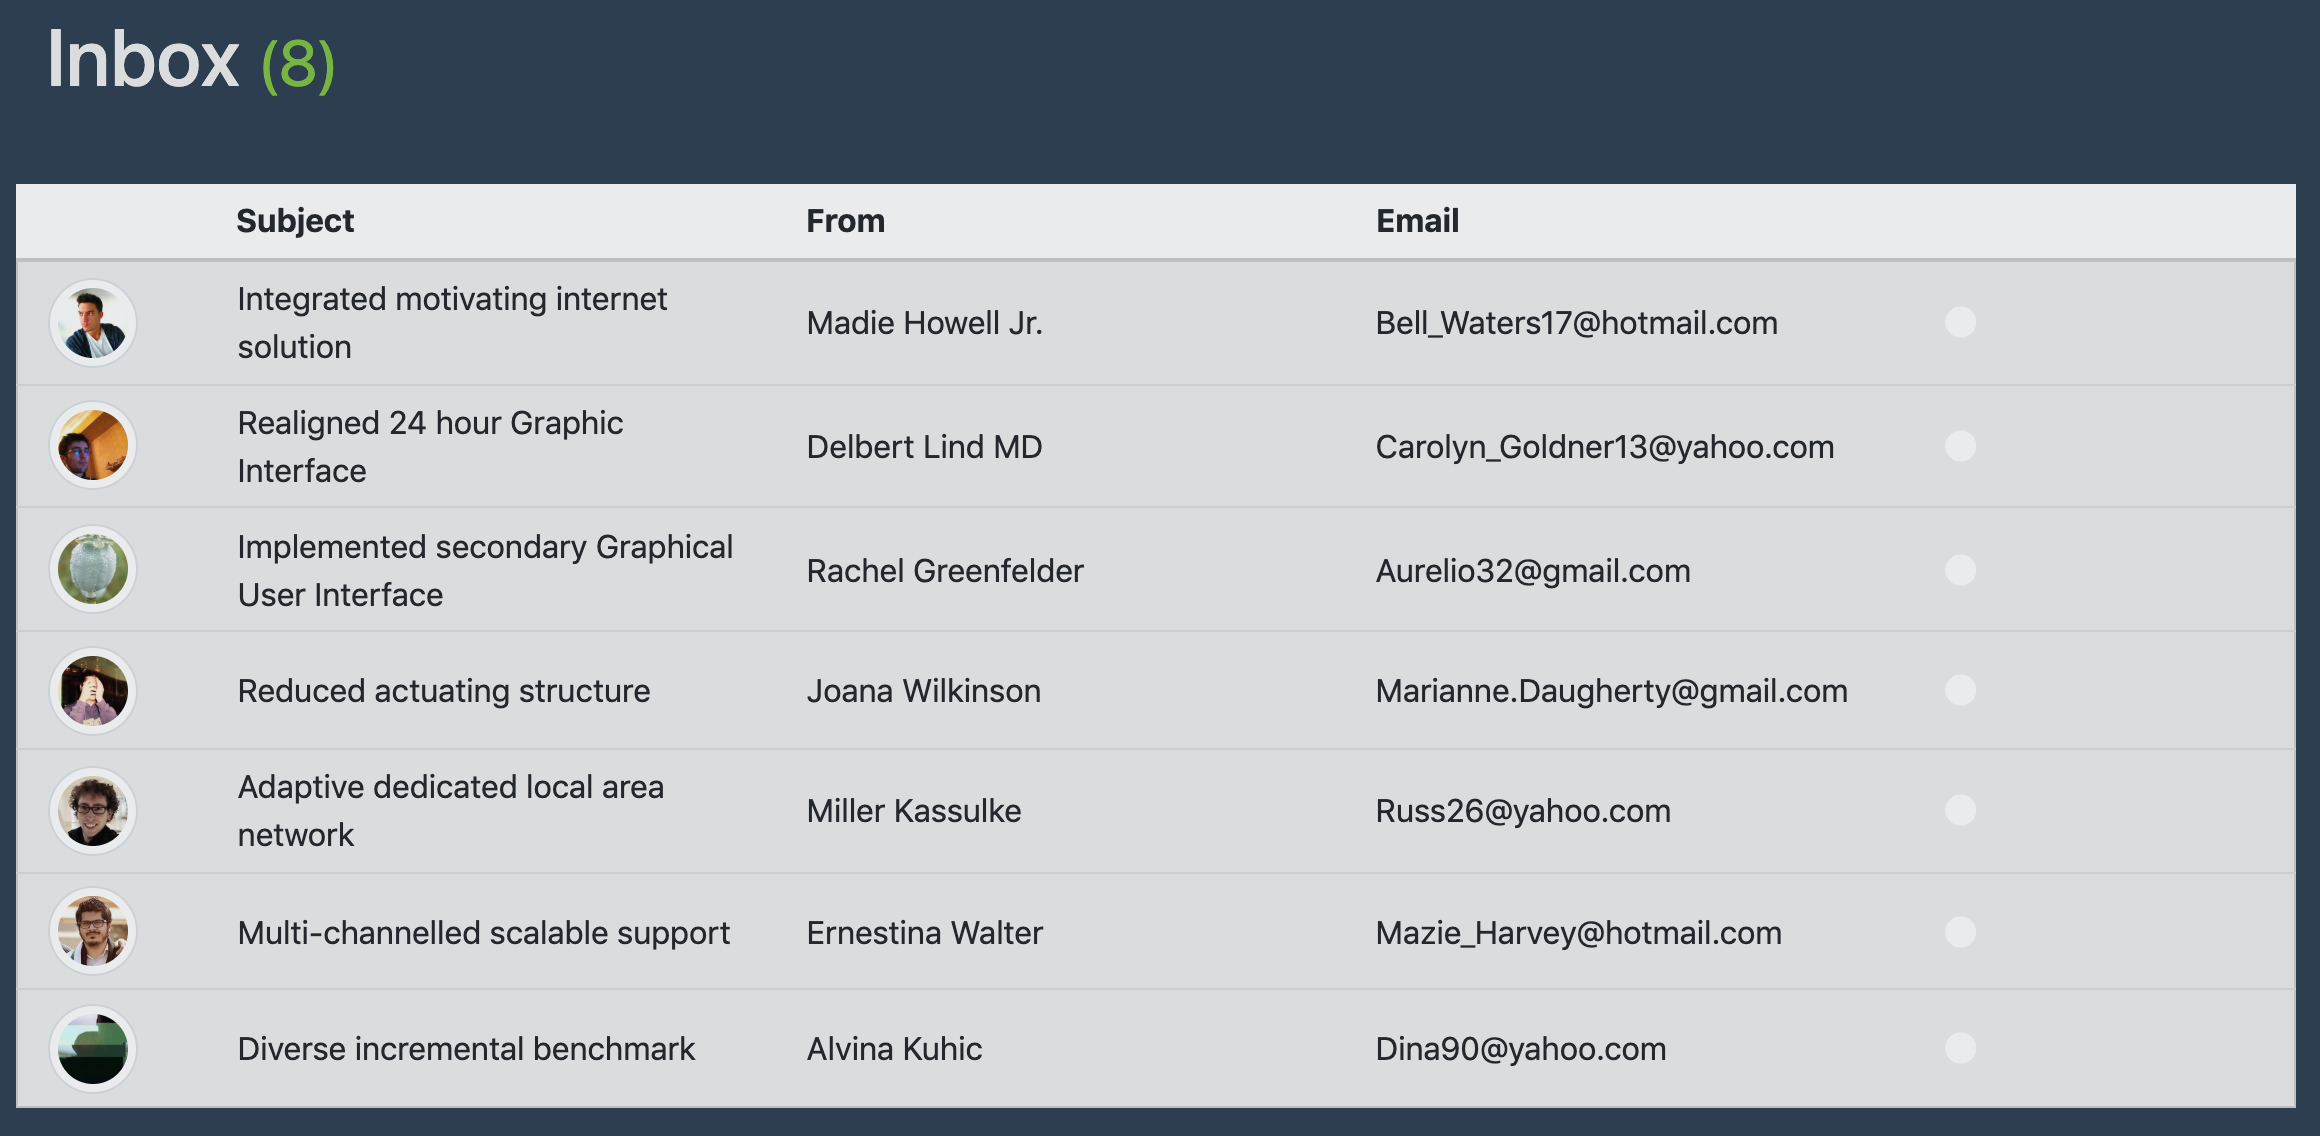 Inbox (8)
Subject From Email
Integrated motivating internet
solution
Madie Howell Jr.
Bell_Waters17@hotmail.com
Realigned 24 hour Graphic
Interface
Delbert Lind MD
Carolyn_Goldner13@yahoo.com
Implemented secondary Graphical
User Interface
Rachel Greenfelder
Aurelio32@gmail.com
Reduced actuating structure
Joana Wilkinson
Marianne.Daugherty@gmail.com
Adaptive dedicated local area
network
Miller Kassulke
Russ26@yahoo.com
Multi-channelled scalable support
Ernestina Walter
Mazie_Harvey@hotmail.com
Diverse incremental benchmark
Alvina Kuhic
Dina90@yahoo.com